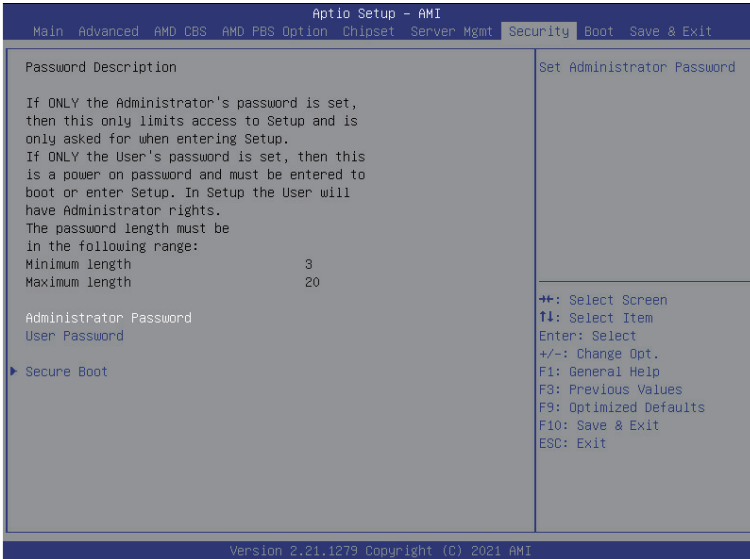 Aptio Setup – AMI
Main Advanced AMD CBS AMD PBS Option Chipset Server Mgmt Security Boot Save & Exit
Password Description
Set Administrator Password
If ONLY the Administrator's password is set,
then this only limits access to Setup and is
only asked for when entering Setup.
If ONLY the User's password is set, then this
is a power on password and must be entered to
boot or enter Setup. In Setup the User will
have Administrator rights.
The password length must be
in the following range:
Minimum length 3
Maximum length 20
Administrator Password
User Password
▶ Secure Boot
→←: Select Screen
↑↓: Select Item
Enter: Select
+/-: Change Opt.
F1: General Help
F3: Previous Values
F9: Optimized Defaults
F10: Save & Exit
ESC: Exit
Version 2.21.1279 Copyright (C) 2021 AMI